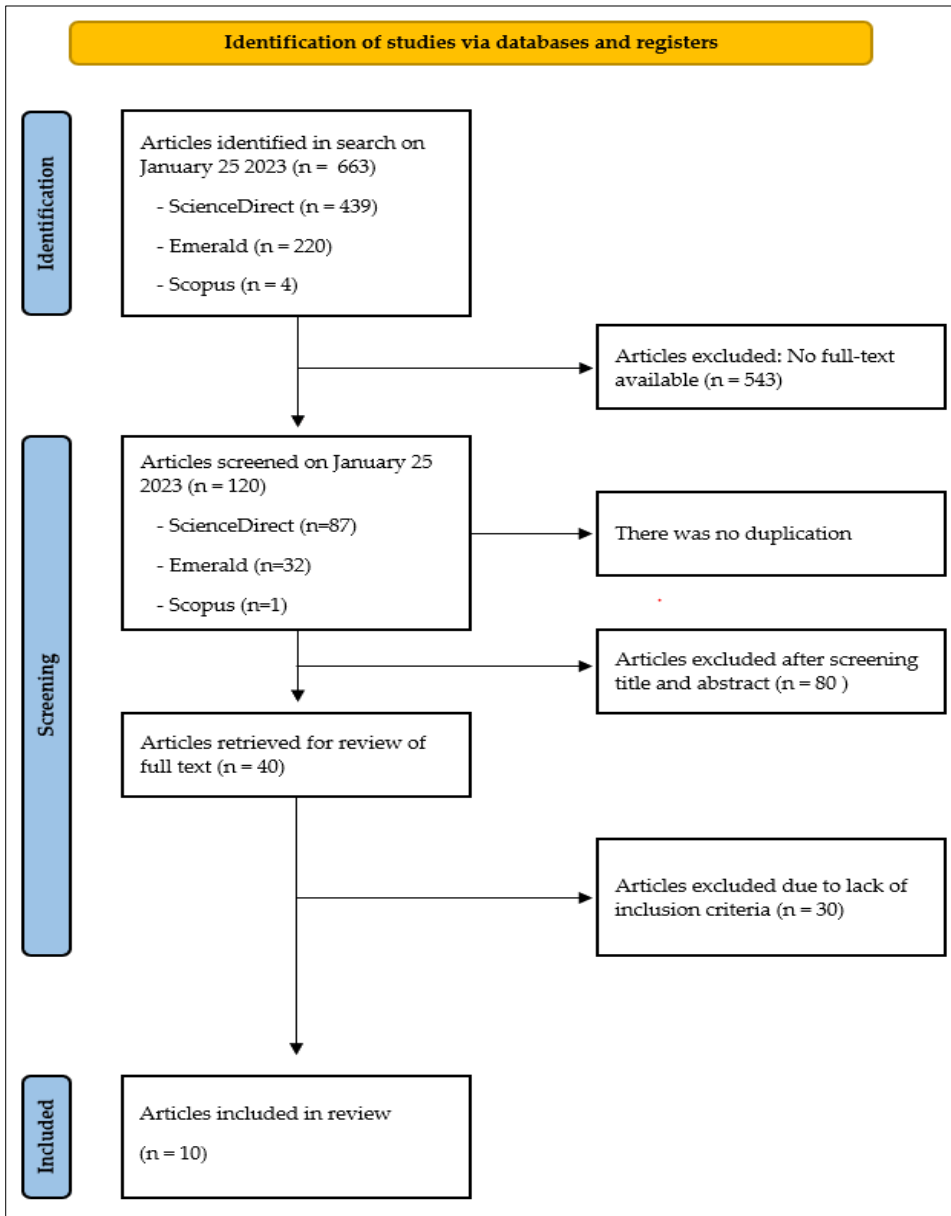 Identification of studies via databases and registers
Identification
Articles identified in search on
January 25 2023 (n =  663)
- ScienceDirect (n = 439)
- Emerald (n = 220)
- Scopus (n = 4)
Articles excluded: No full-text
available (n = 543)
Screening
Articles screened on January 25
2023 (n = 120)
- ScienceDirect (n=87)
- Emerald (n=32)
- Scopus (n=1)
There was no duplication
Articles excluded after screening
title and abstract (n = 80 )
Articles retrieved for review of
full text (n = 40)
Articles excluded due to lack of
inclusion criteria (n = 30)
Included
Articles included in review
(n = 10)